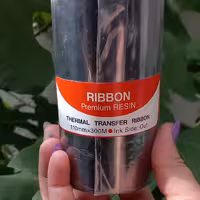 RIBBON
Premium RESIN
THERMAL TRANSFER RIBBON
110mm×300M ● Ink Side: Out